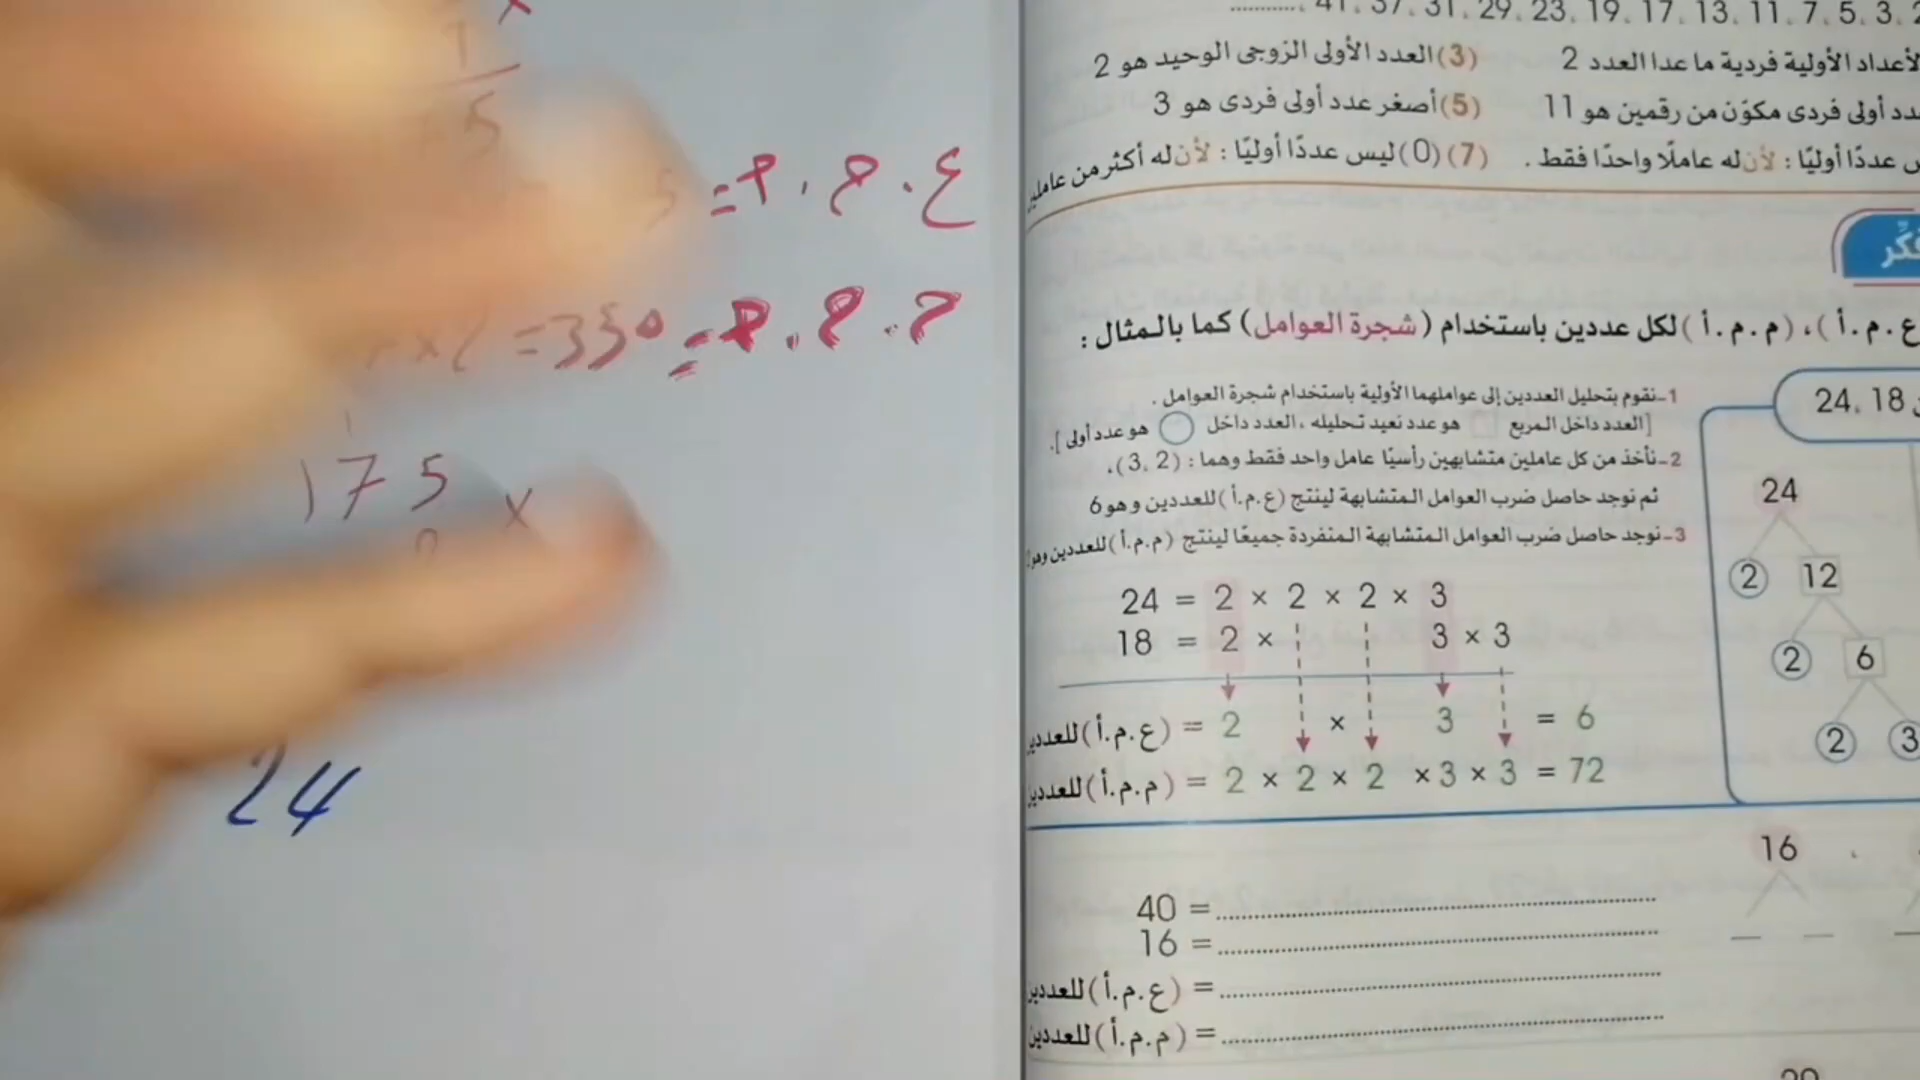 5
ع . م . أ =
م . م . أ = 350 = 2 ×
175 ×
24
41، 37، 31، 29، 23، 19، 17، 13، 11، 7، 5، 3، 2
الأعداد الأولية فردية ما عدا العدد 2
(3) العدد الأولى الزوجى الوحيد هو 2
عدد أولى فردى مكوّن من رقمين هو 11
(5) أصغر عدد أولى فردى هو 3
عددًا أوليًا : لأن له عاملًا واحدًا فقط .
(7) (0) ليس عددًا أوليًا : لأن له أكثر من عاملين
فكِّر
(ع.م.أ)، (م.م.أ) لكل عددين باستخدام (شجرة العوامل) كما بالمثال :
24، 18
1- نقوم بتحليل العددين إلى عواملهما الأولية باستخدام شجرة العوامل .
[العدد داخل المربع هو عدد نعيد تحليله ، العدد داخل هو عدد أولى].
2- نأخذ من كل عاملين متشابهين رأسيًا عامل واحد فقط وهما : (2 ،3)،
ثم نوجد حاصل ضرب العوامل المتشابهة لينتج (ع.م.أ) للعددين وهو 6
3- نوجد حاصل ضرب العوامل المتشابهة المنفردة جميعًا لينتج (م.م.أ) للعددين وهو
24
2 12
2 6
2 3
24 = 2 × 2 × 2 × 3
18 = 2 × 3 × 3
(ع.م.أ) للعددين = 2 × 3 = 6
(م.م.أ) للعددين = 2 × 2 × 2 × 3 × 3 = 72
16
40 =
16 =
(ع.م.أ) للعددين =
(م.م.أ) للعددين =